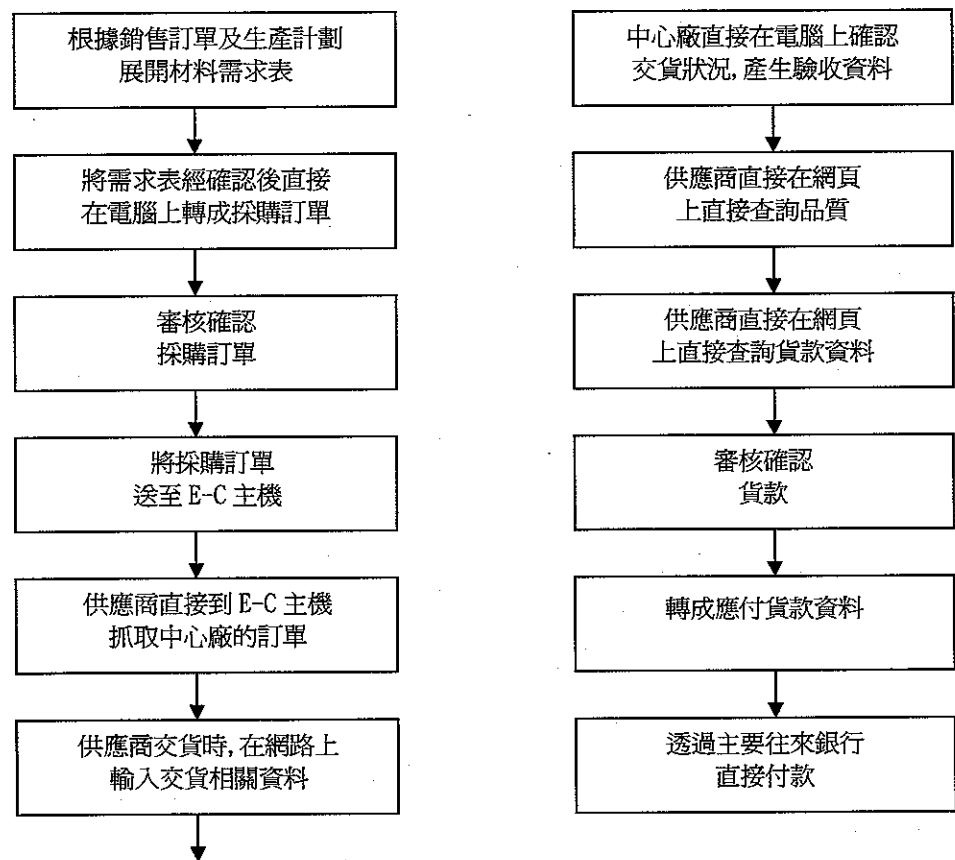 根據銷售訂單及生產計劃
展開材料需求表
將需求表經確認後直接
在電腦上轉成採購訂單
審核確認
採購訂單
將採購訂單
送至 E-C 主機
供應商直接到 E-C 主機
抓取中心廠的訂單
供應商交貨時,在網路上
輸入交貨相關資料
中心廠直接在電腦上確認
交貨狀況,產生驗收資料
供應商直接在網頁
上直接查詢品質
供應商直接在網頁
上直接查詢貨款資料
審核確認
貨款
轉成應付貨款資料
透過主要往來銀行
直接付款